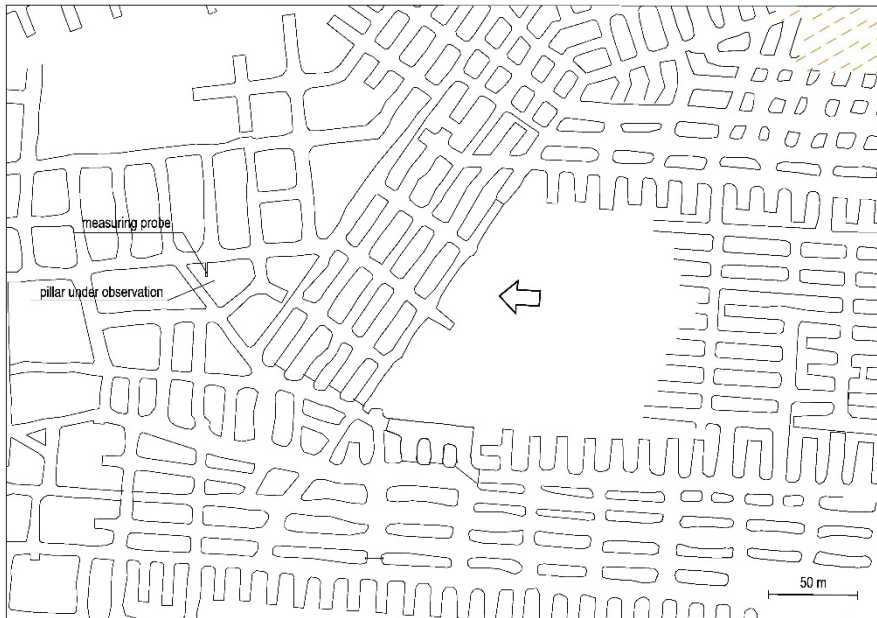 measuring probe
pillar under observation
50 m